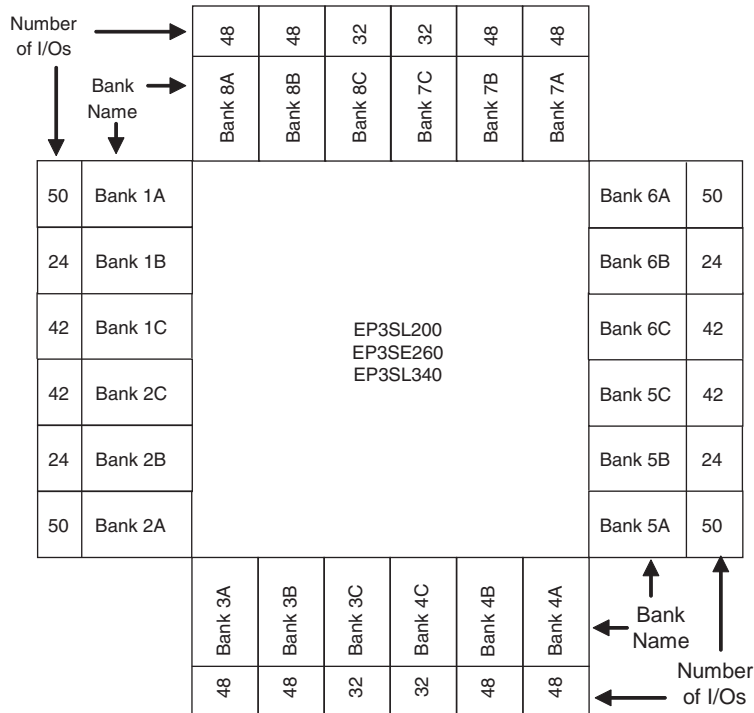 Number
of I/Os
48 48 32 32 48 48
Bank
Name
Bank 8A Bank 8B Bank 8C Bank 7C Bank 7B Bank 7A
50 Bank 1A
24 Bank 1B
42 Bank 1C
42 Bank 2C
24 Bank 2B
50 Bank 2A
EP3SL200
EP3SE260
EP3SL340
Bank 6A 50
Bank 6B 24
Bank 6C 42
Bank 5C 42
Bank 5B 24
Bank 5A 50
Bank 3A Bank 3B Bank 3C Bank 4C Bank 4B Bank 4A
Bank
Name
48 48 32 32 48 48
Number
of I/Os